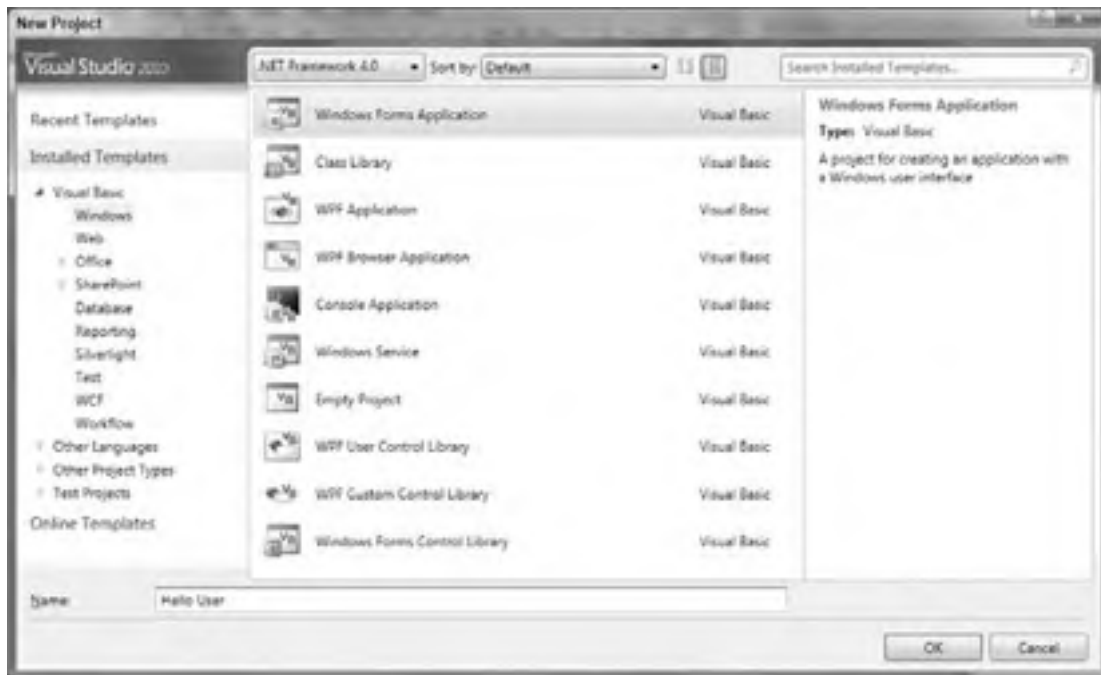 New Project
Visual Studio 2010
.NET Framework 4.0 Sort by: Default Search Installed Templates
Recent Templates
Installed Templates
Visual Basic
Windows
Web
Office
SharePoint
Database
Reporting
Silverlight
Test
WCF
Workflow
Other Languages
Other Project Types
Test Projects
Online Templates
Windows Forms Application Visual Basic
Class Library Visual Basic
WPF Application Visual Basic
WPF Browser Application Visual Basic
Console Application Visual Basic
Windows Service Visual Basic
Empty Project Visual Basic
WPF User Control Library Visual Basic
WPF Custom Control Library Visual Basic
Windows Forms Control Library Visual Basic
Windows Forms Application
Type: Visual Basic
A project for creating an application with
a Windows user interface
Name: Hello User
OK Cancel